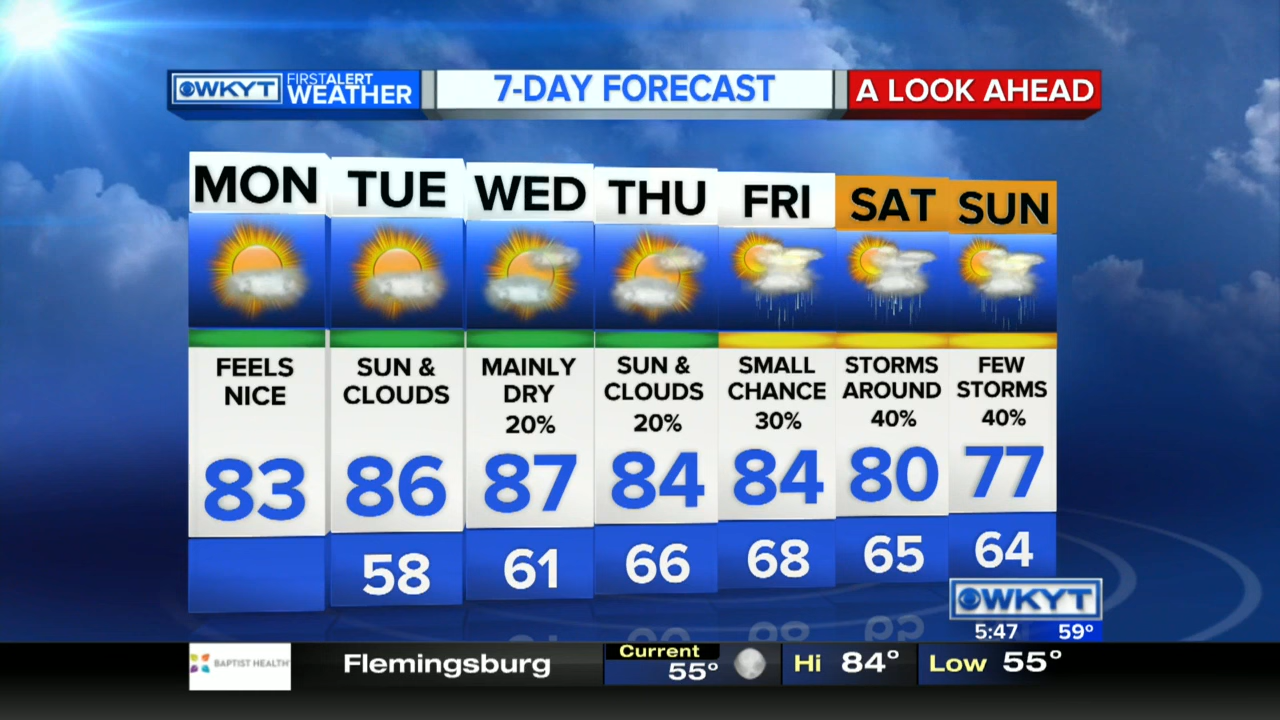 WKYT FIRST ALERT WEATHER
7-DAY FORECAST
A LOOK AHEAD
MON TUE WED THU FRI SAT SUN
FEELS NICE
83
SUN & CLOUDS
86
58
MAINLY DRY
20%
87
61
SUN & CLOUDS
20%
84
66
SMALL CHANCE
30%
84
68
STORMS AROUND
40%
80
65
FEW STORMS
40%
77
64
WKYT
5:47 59°
BAPTIST HEALTH
Flemingsburg
Current
55°
Hi 84°
Low 55°